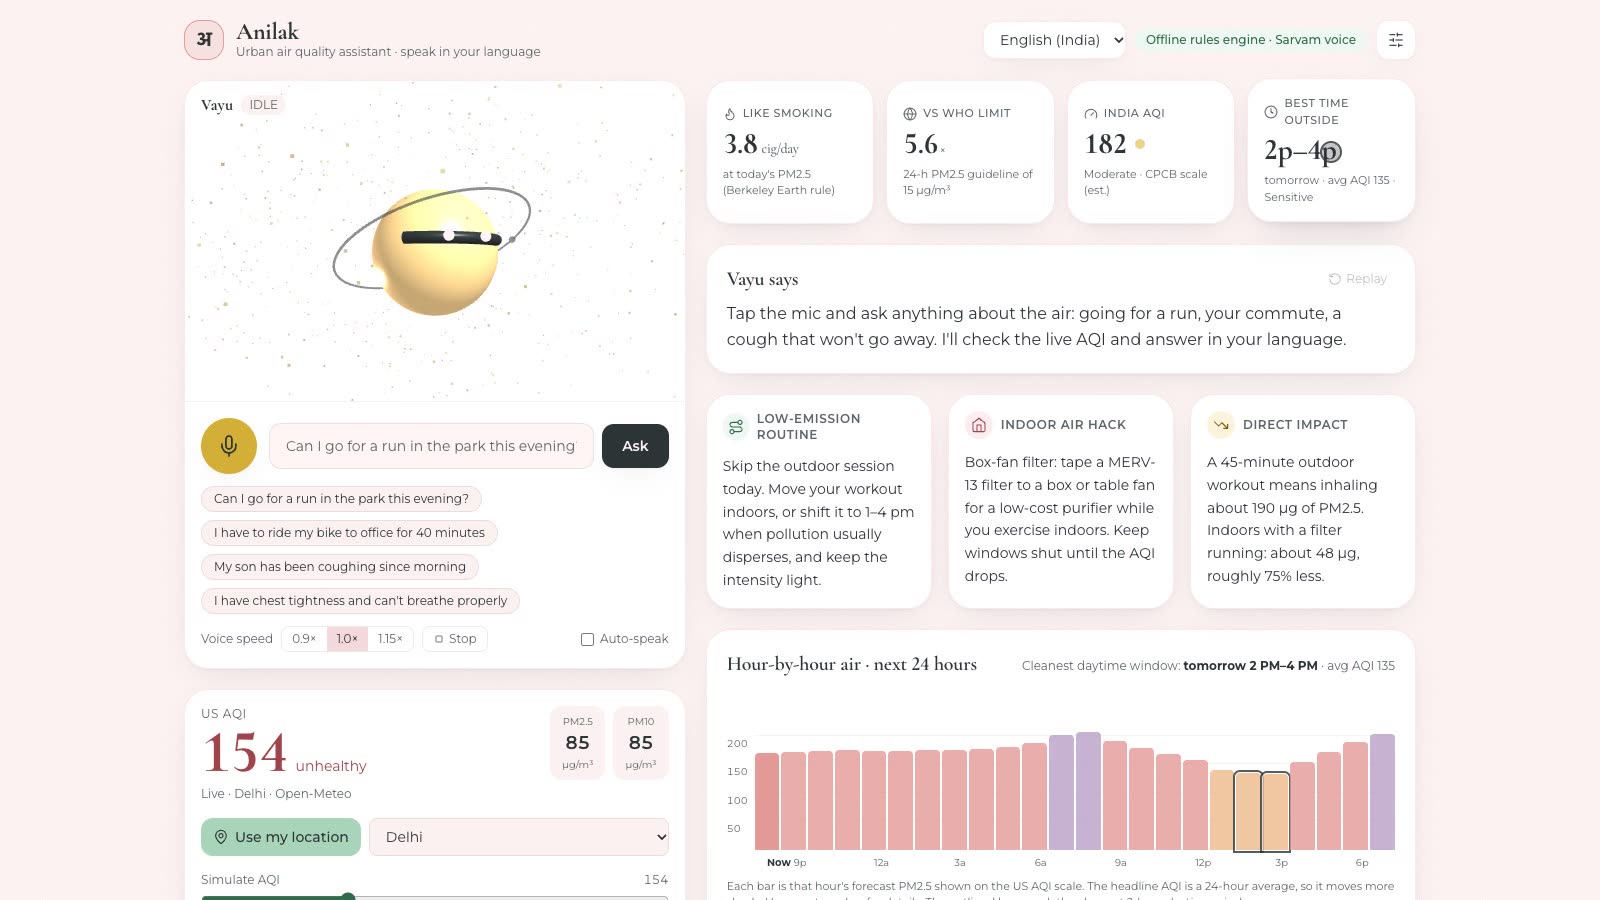 अ
Anilak
Urban air quality assistant · speak in your language
English (India)
Offline rules engine · Sarvam voice
Vayu IDLE
Can I go for a run in the park this evening
Ask
Can I go for a run in the park this evening?
I have to ride my bike to office for 40 minutes
My son has been coughing since morning
I have chest tightness and can't breathe properly
Voice speed 0.9× 1.0× 1.15× Stop Auto-speak
US AQI
154 unhealthy
Live · Delhi · Open-Meteo
PM2.5
85
µg/m³
PM10
85
µg/m³
Use my location
Delhi
Simulate AQI 154
LIKE SMOKING
3.8 cig/day
at today's PM2.5
(Berkeley Earth rule)
VS WHO LIMIT
5.6 ×
24-h PM2.5 guideline of
15 µg/m³
INDIA AQI
182
Moderate · CPCB scale
(est.)
BEST TIME
OUTSIDE
2p–4p
tomorrow · avg AQI 135 ·
Sensitive
Vayu says
Replay
Tap the mic and ask anything about the air: going for a run, your commute, a
cough that won't go away. I'll check the live AQI and answer in your language.
LOW-EMISSION
ROUTINE
Skip the outdoor session
today. Move your workout
indoors, or shift it to 1–4 pm
when pollution usually
disperses, and keep the
intensity light.
INDOOR AIR HACK
Box-fan filter: tape a MERV-
13 filter to a box or table fan
for a low-cost purifier while
you exercise indoors. Keep
windows shut until the AQI
drops.
DIRECT IMPACT
A 45-minute outdoor
workout means inhaling
about 190 µg of PM2.5.
Indoors with a filter
running: about 48 µg,
roughly 75% less.
Hour-by-hour air · next 24 hours
Cleanest daytime window: tomorrow 2 PM–4 PM · avg AQI 135
200
150
100
50
Now 9p 12a 3a 6a 9a 12p 3p 6p
Each bar is that hour's forecast PM2.5 shown on the US AQI scale. The headline AQI is a 24-hour average, so it moves more